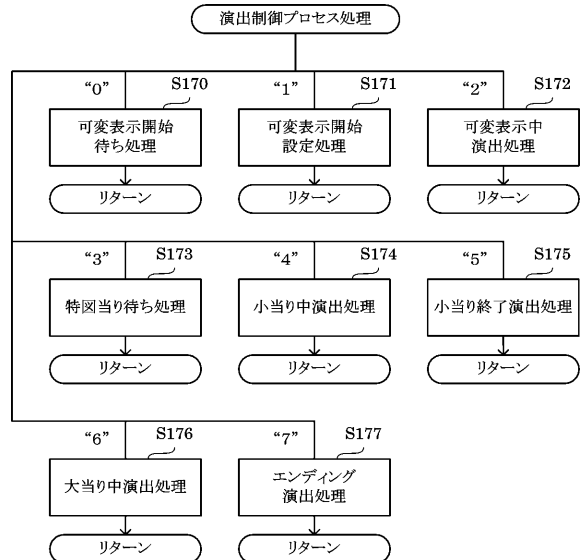 演出制御プロセス処理
“0” S170
可変表示開始
待ち処理
リターン
“1” S171
可変表示開始
設定処理
リターン
“2” S172
可変表示中
演出処理
リターン
“3” S173
特図当り待ち処理
リターン
“4” S174
小当り中演出処理
リターン
“5” S175
小当り終了演出処理
リターン
“6” S176
大当り中演出処理
リターン
“7” S177
エンディング
演出処理
リターン